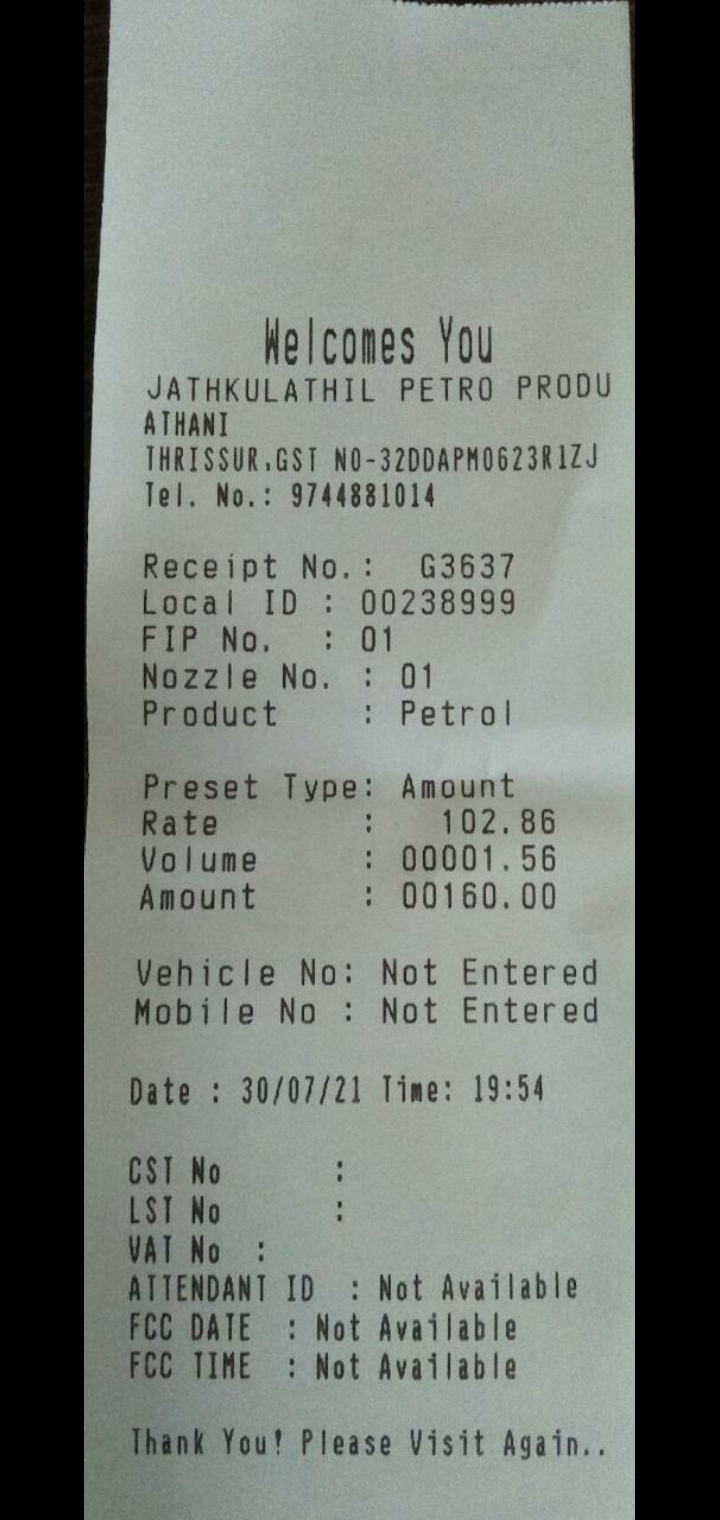 Welcomes You
JATHKULATHIL PETRO PRODU
ATHANI
THRISSUR,GST NO-32DDAPM0623R1ZJ
Tel. No.: 9744881014
Receipt No.: G3637
Local ID : 00238999
FIP No. : 01
Nozzle No. : 01
Product : Petrol
Preset Type: Amount
Rate : 102.86
Volume : 00001.56
Amount : 00160.00
Vehicle No: Not Entered
Mobile No : Not Entered
Date : 30/07/21 Time: 19:54
CST No :
LST No :
VAT No :
ATTENDANT ID : Not Available
FCC DATE : Not Available
FCC TIME : Not Available
Thank You! Please Visit Again..